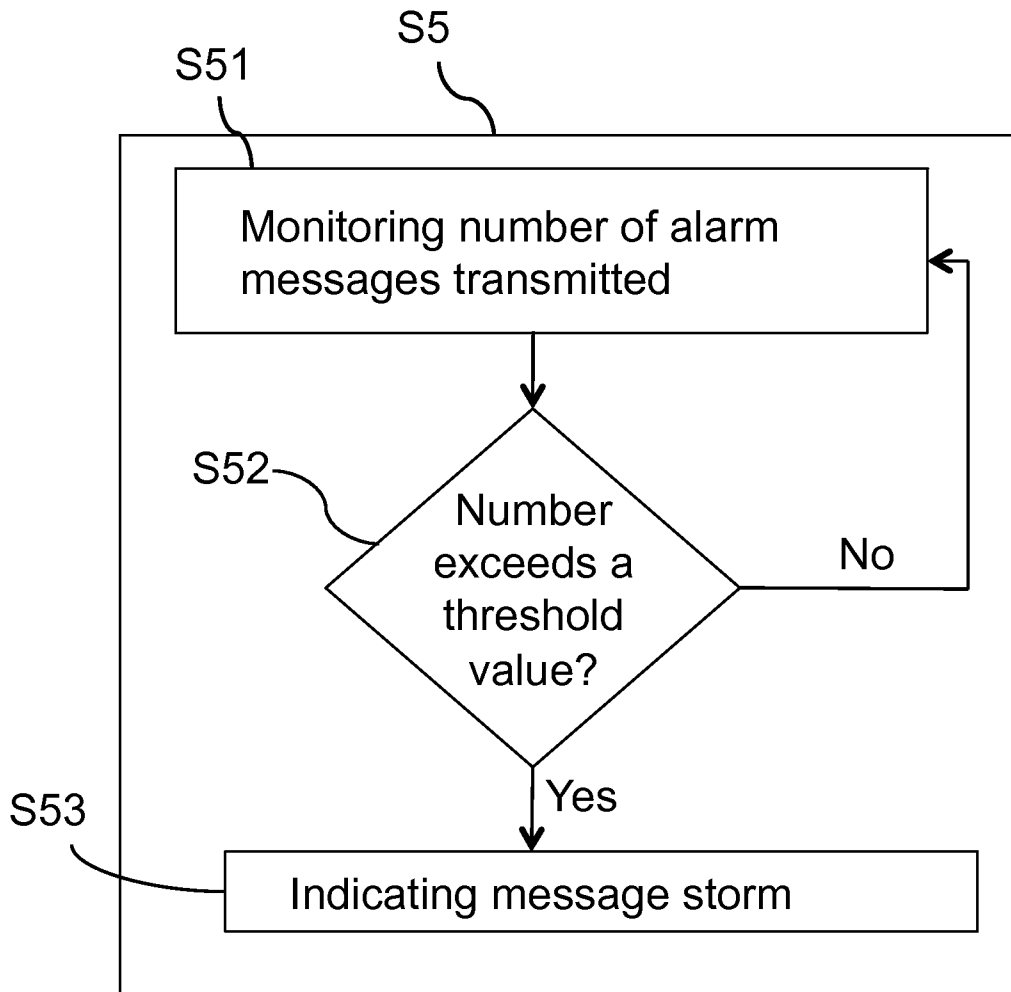 S5
S51
Monitoring number of alarm
messages transmitted
S52
Number
exceeds a
threshold
value?
No
Yes
S53
Indicating message storm